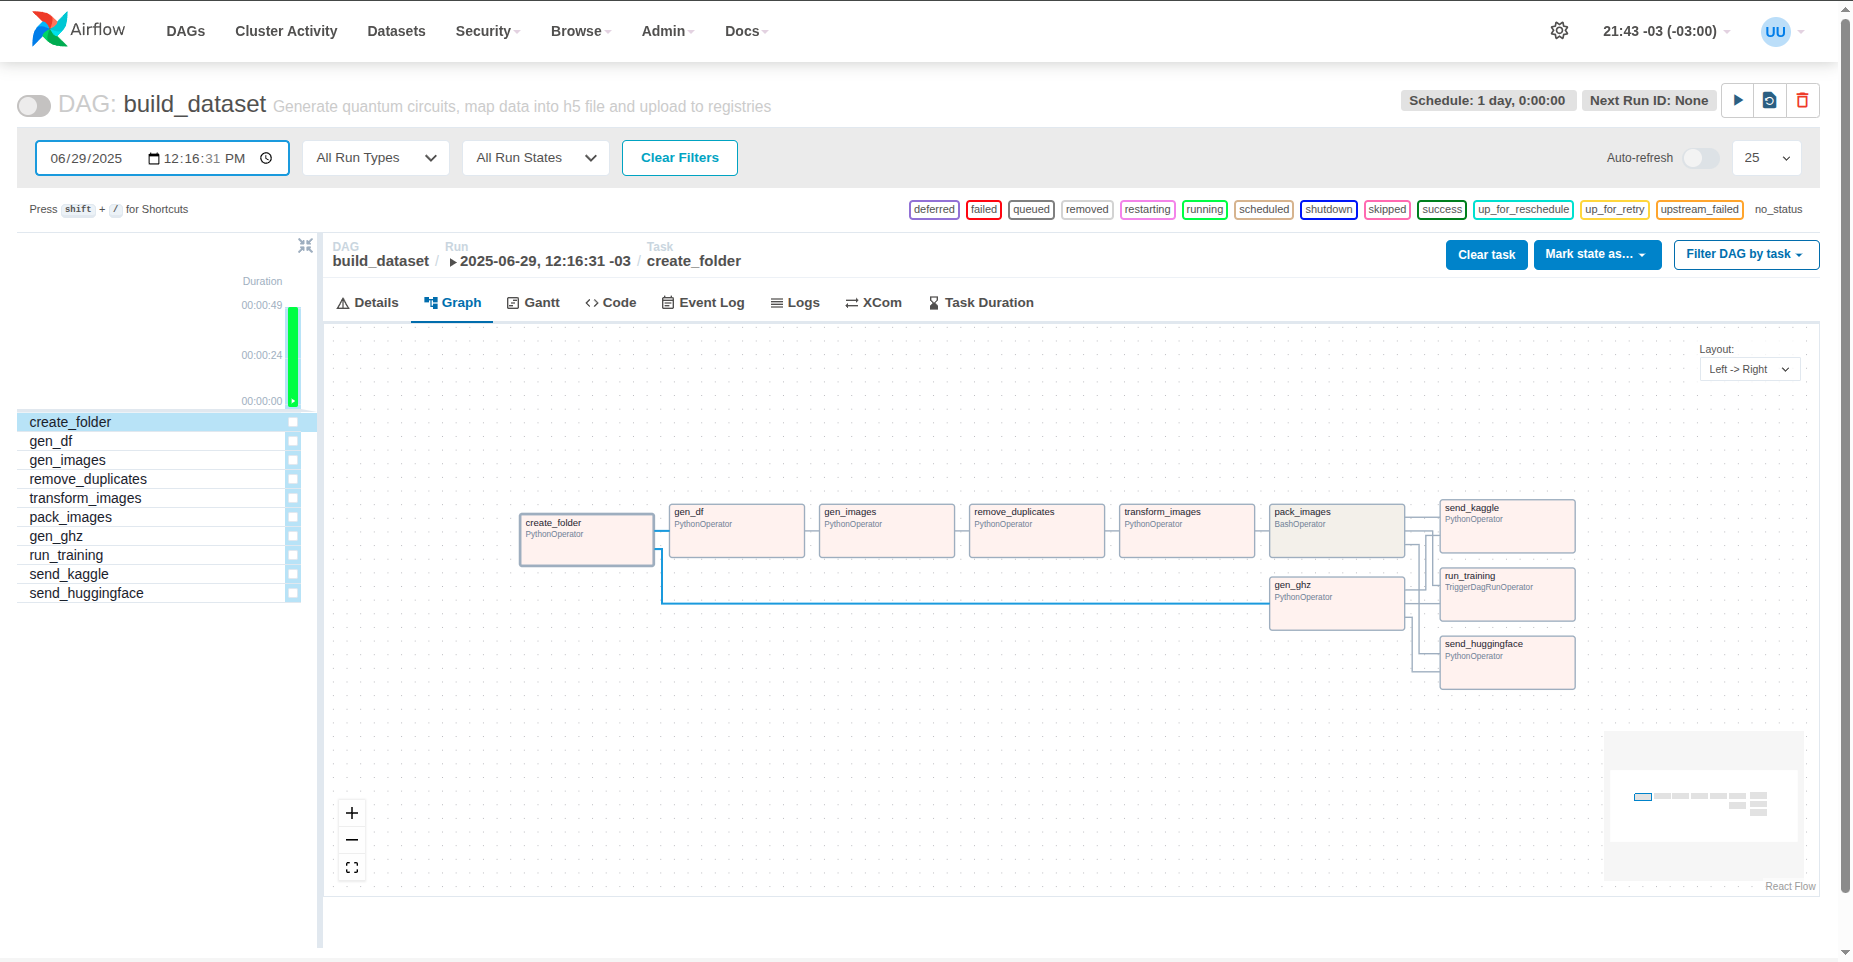 Airflow DAGs Cluster Activity Datasets Security Browse Admin Docs 21:43 -03 (-03:00) UU
DAG: build_dataset Generate quantum circuits, map data into h5 file and upload to registries Schedule: 1 day, 0:00:00 Next Run ID: None
06/29/2025 12:16:31 PM All Run Types All Run States Clear Filters Auto-refresh 25
Press shift + / for Shortcuts deferred failed queued removed restarting running scheduled shutdown skipped success up_for_reschedule up_for_retry upstream_failed no_status
DAG Run Task
build_dataset / 2025-06-29, 12:16:31 -03 / create_folder Clear task Mark state as... Filter DAG by task
Duration
00:00:49
00:00:24
00:00:00
create_folder
gen_df
gen_images
remove_duplicates
transform_images
pack_images
gen_ghz
run_training
send_kaggle
send_huggingface
Details Graph Gantt Code Event Log Logs XCom Task Duration
Layout:
Left -> Right
create_folder
PythonOperator
gen_df
PythonOperator
gen_images
PythonOperator
remove_duplicates
PythonOperator
transform_images
PythonOperator
pack_images
BashOperator
send_kaggle
PythonOperator
gen_ghz
PythonOperator
run_training
TriggerDagRunOperator
send_huggingface
PythonOperator
React Flow